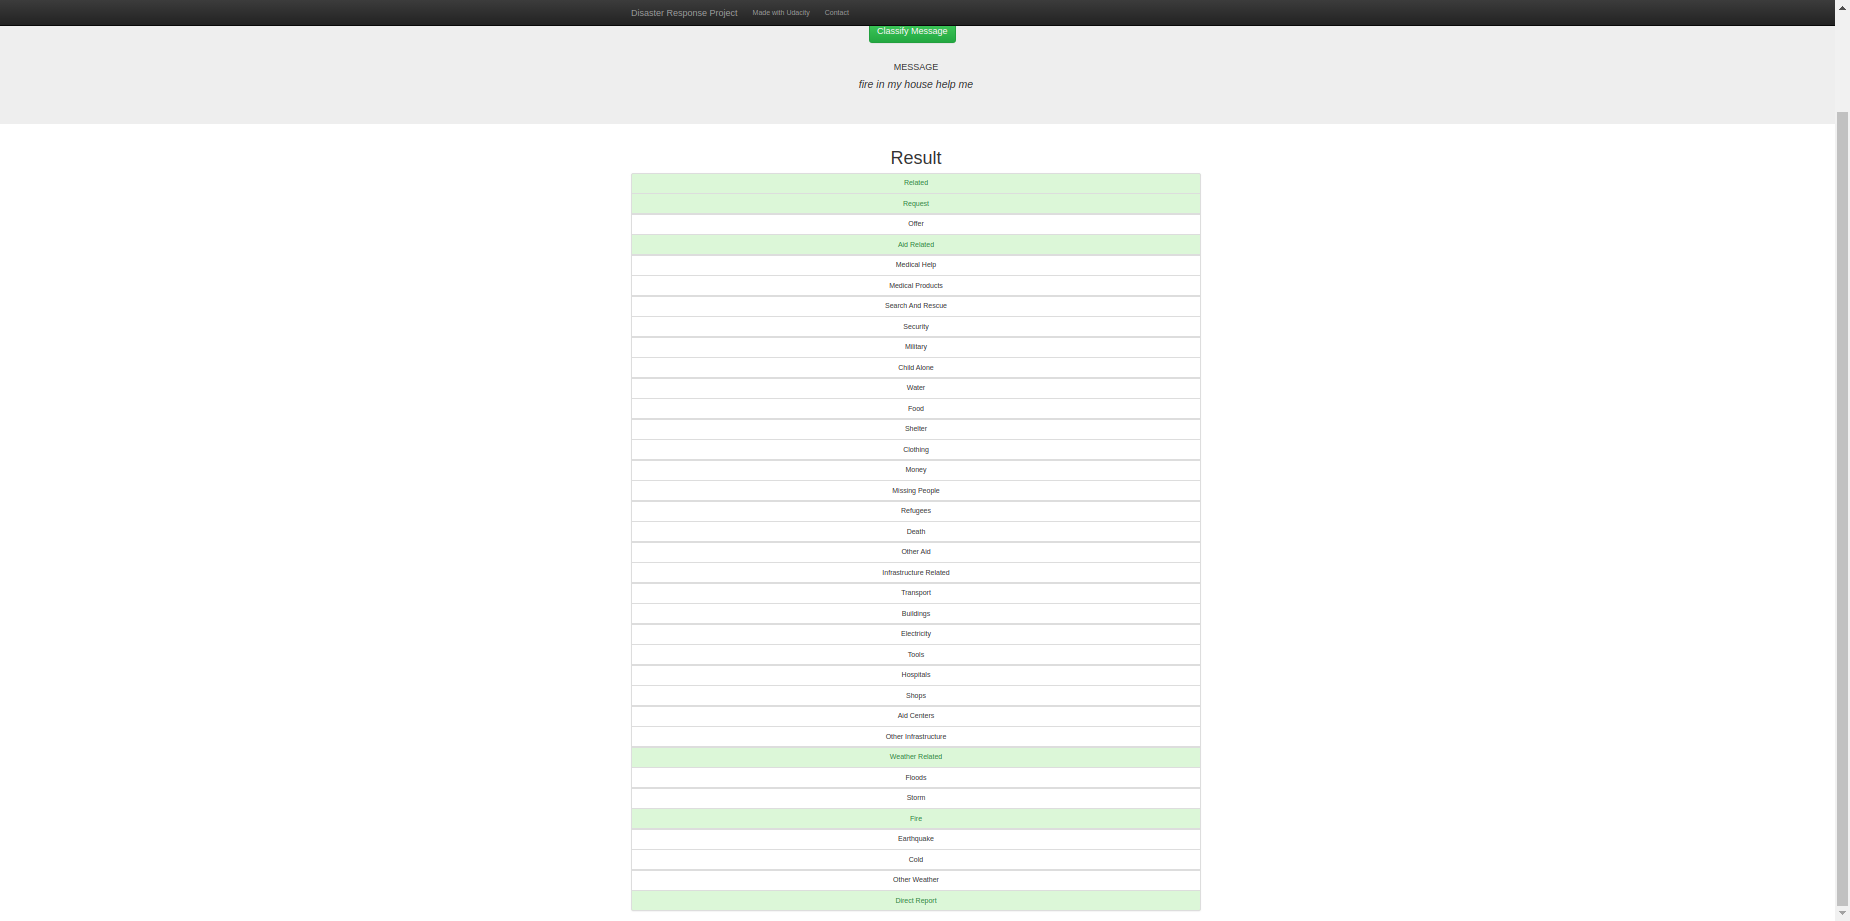 Disaster Response Project Made with Udacity Contact
Classify Message
MESSAGE
fire in my house help me
Result
Related
Request
Offer
Aid Related
Medical Help
Medical Products
Search And Rescue
Security
Military
Child Alone
Water
Food
Shelter
Clothing
Money
Missing People
Refugees
Death
Other Aid
Infrastructure Related
Transport
Buildings
Electricity
Tools
Hospitals
Shops
Aid Centers
Other Infrastructure
Weather Related
Floods
Storm
Fire
Earthquake
Cold
Other Weather
Direct Report